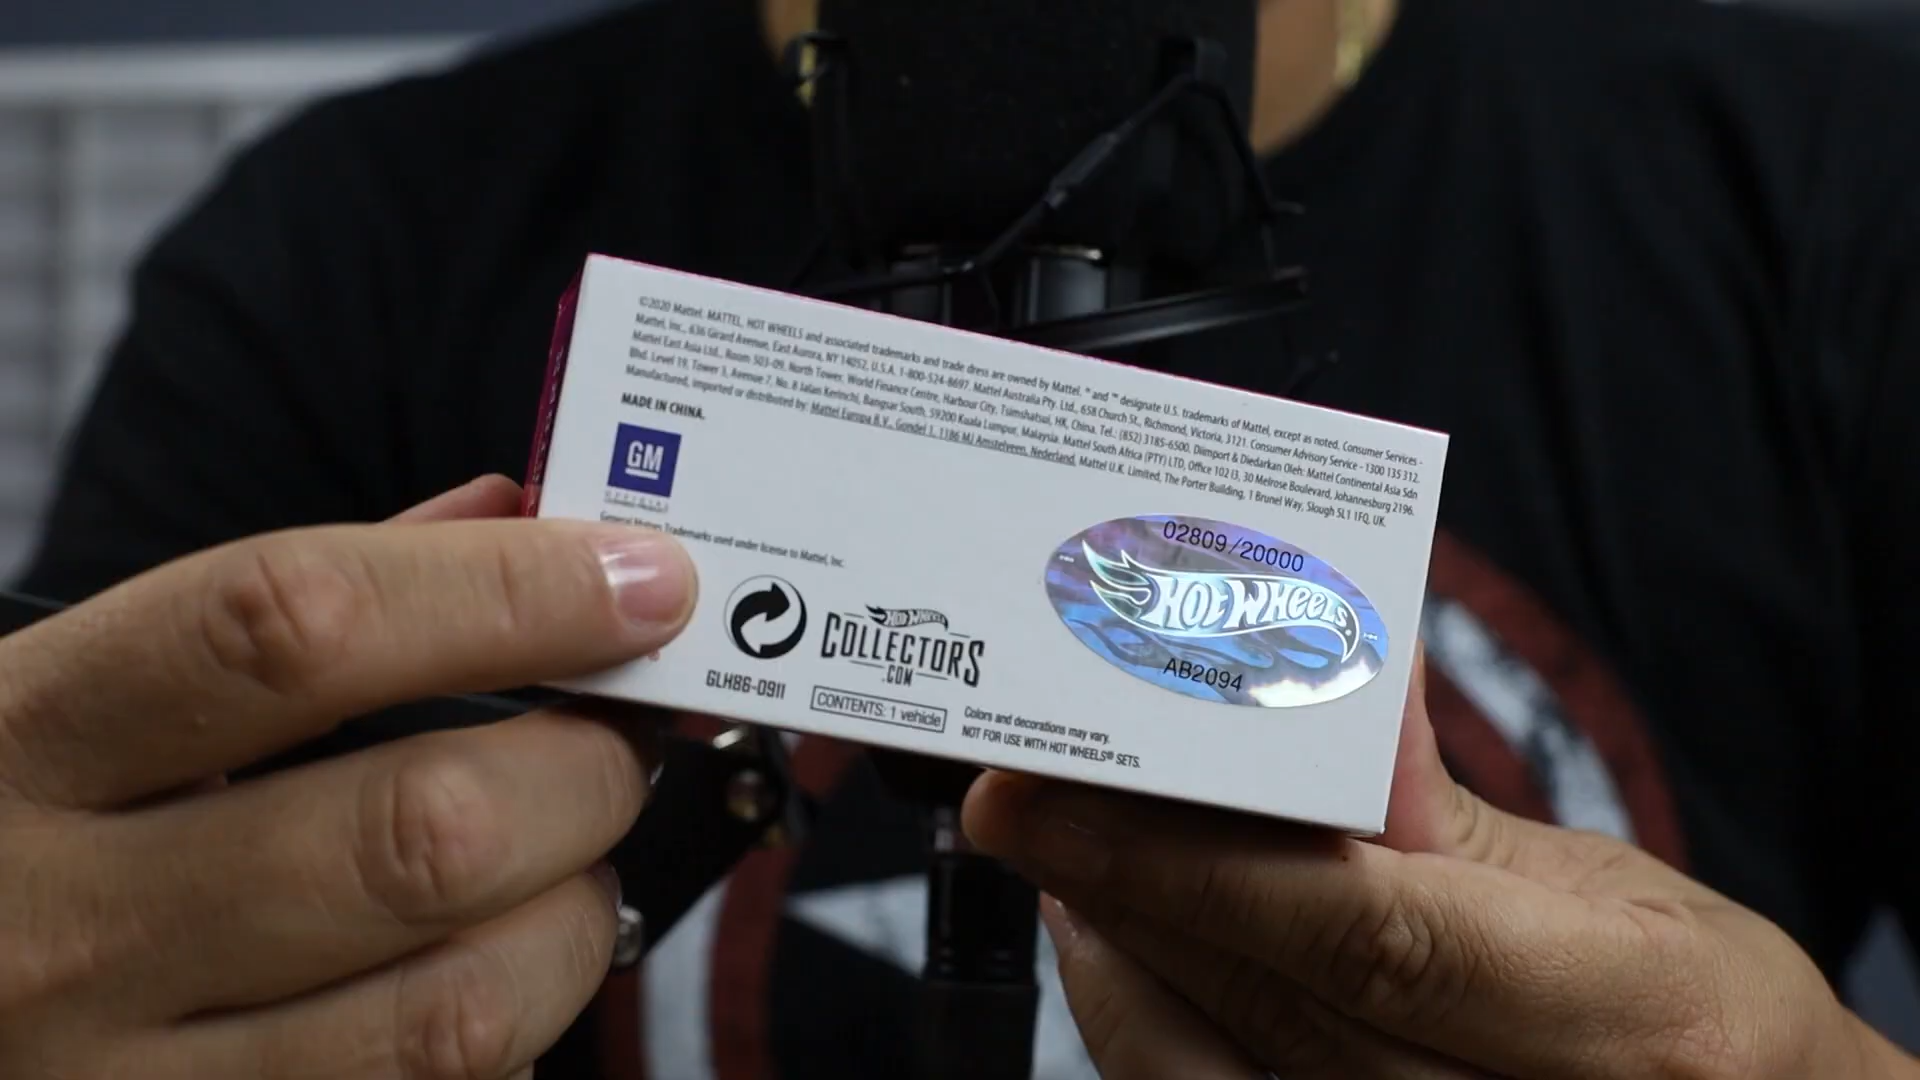 ©2020 Mattel. MATTEL, HOT WHEELS and associated trademarks and trade dress are owned by Mattel. ™ and ™ designate U.S. trademarks of Mattel, except as noted. Consumer Services -
Mattel, Inc., 636 Girard Avenue, East Aurora, NY 14052, U.S.A. 1-800-524-8697. Mattel Australia Pty. Ltd., 658 Church St., Richmond, Victoria, 3121. Consumer Advisory Service - 1300 135 312.
Mattel East Asia Ltd., Room 503-09, North Tower, World Finance Centre, Harbour City, Tsimshatsui, HK, China. Tel.: (852) 3185-6500. Diimport & Diedarkan Oleh: Mattel Continental Asia Sdn
Bhd. Level 19, Tower 3, Avenue 7, No. 8 Jalan Kerinchi, Bangsar South, 59200 Kuala Lumpur, Malaysia. Mattel South Africa (PTY) LTD, Office 102 I3, 30 Melrose Boulevard, Johannesburg 2196.
Manufactured, imported or distributed by: Mattel Europa B.V., Gondel 1, 1186 MJ Amstelveen, Nederland. Mattel U.K. Limited, The Porter Building, 1 Brunel Way, Slough SL1 1FQ, UK.
MADE IN CHINA.
GM
OFFICIAL
General Motors Trademarks used under license to Mattel, Inc.
02809/20000
HOT WHEELS
AB2094
HOT WHEELS
COLLECTORS
.COM
GLH86-0911
CONTENTS: 1 vehicle
Colors and decorations may vary.
NOT FOR USE WITH HOT WHEELS® SETS.